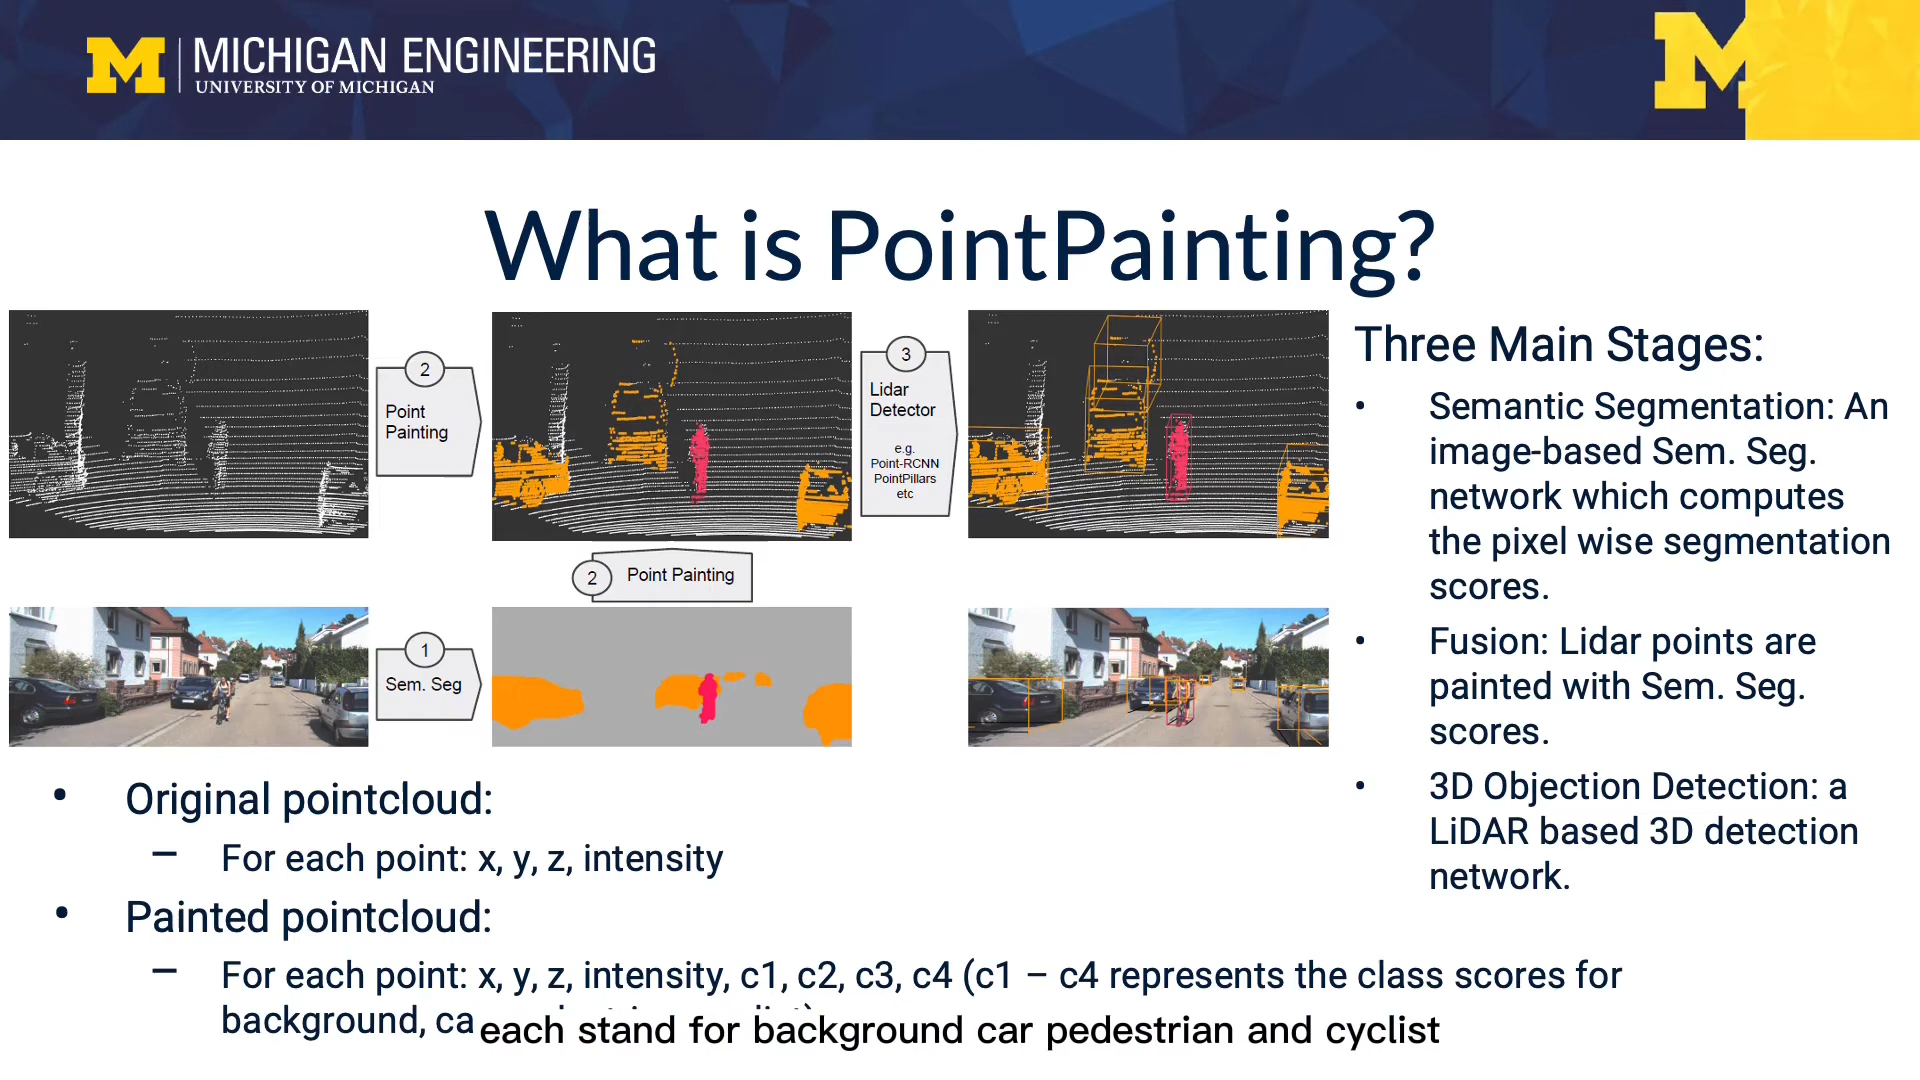 MICHIGAN ENGINEERING
UNIVERSITY OF MICHIGAN
What is PointPainting?
2
Point
Painting
3
Lidar
Detector
e.g.
Point-RCNN
PointPillars
etc
2 Point Painting
1
Sem. Seg
Three Main Stages:
• Semantic Segmentation: An
image-based Sem. Seg.
network which computes
the pixel wise segmentation
scores.
• Fusion: Lidar points are
painted with Sem. Seg.
scores.
• 3D Objection Detection: a
LiDAR based 3D detection
network.
• Original pointcloud:
– For each point: x, y, z, intensity
• Painted pointcloud:
– For each point: x, y, z, intensity, c1, c2, c3, c4 (c1 – c4 represents the class scores for
background,
each stand for background car pedestrian and cyclist